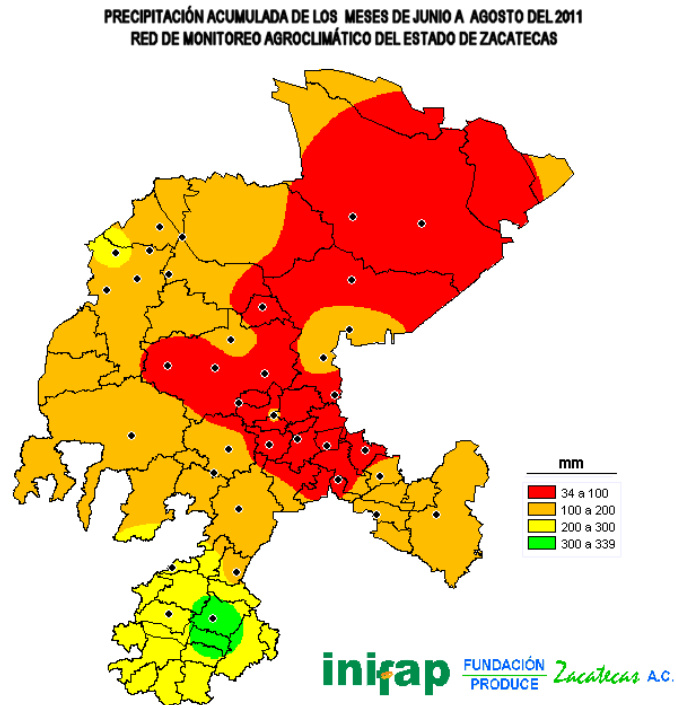 PRECIPITACIÓN ACUMULADA DE LOS MESES DE JUNIO A AGOSTO DEL 2011
RED DE MONITOREO AGROCLIMÁTICO DEL ESTADO DE ZACATECAS
mm
34 a 100
100 a 200
200 a 300
300 a 339
inifap
FUNDACIÓN
PRODUCE
Zacatecas A.C.